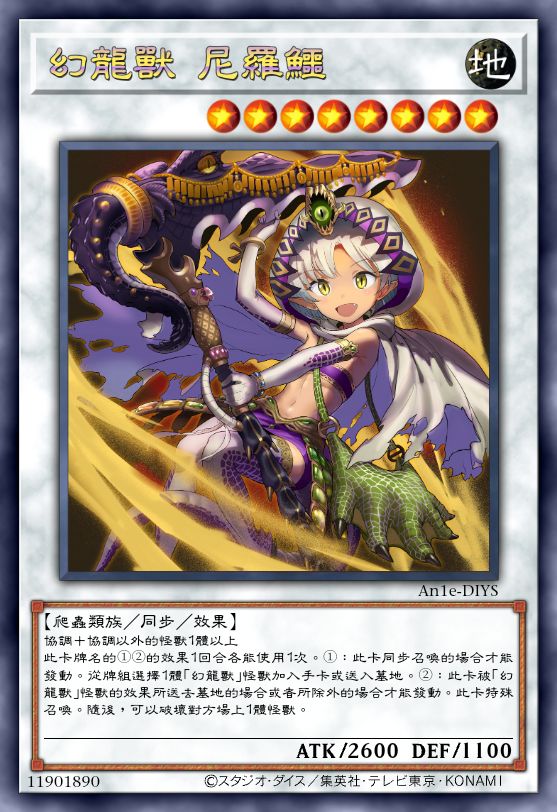 幻龍獸 尼羅鱷
地
An1e-DIYS
【爬蟲類族／同步／效果】
協調＋協調以外的怪獸1體以上
此卡牌名的①②的效果1回合各能使用1次。①：此卡同步召喚的場合才能
發動。從牌組選擇1體「幻龍獸」怪獸加入手卡或送入墓地。②：此卡被「幻
龍獸」怪獸的效果所送去墓地的場合或者所除外的場合才能發動。此卡特殊
召喚。隨後，可以破壞對方場上1體怪獸。
ATK/2600 DEF/1100
11901890
©スタジオ・ダイス／集英社・テレビ東京・KONAMI